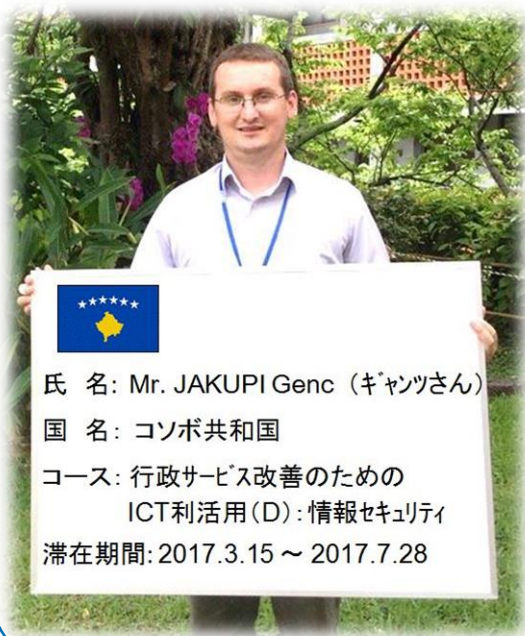 氏 名: Mr. JAKUPI Genc (ギャンツさん)
国 名: コソボ共和国
コース: 行政サービス改善のための
ICT利活用(D):情報セキュリティ
滞在期間:2017.3.15 ～ 2017.7.28